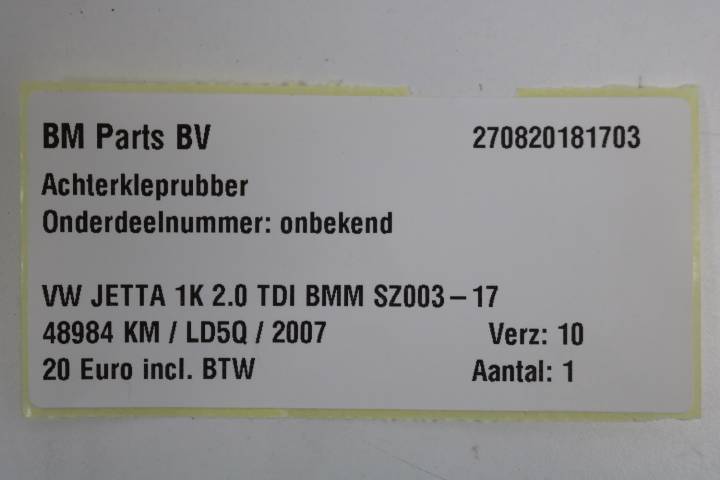 BM Parts BV 270820181703
Achterkleprubber
Onderdeelnummer: onbekend
VW JETTA 1K 2.0 TDI BMM SZ003-17
48984 KM / LD5Q / 2007 Verz: 10
20 Euro incl. BTW Aantal: 1